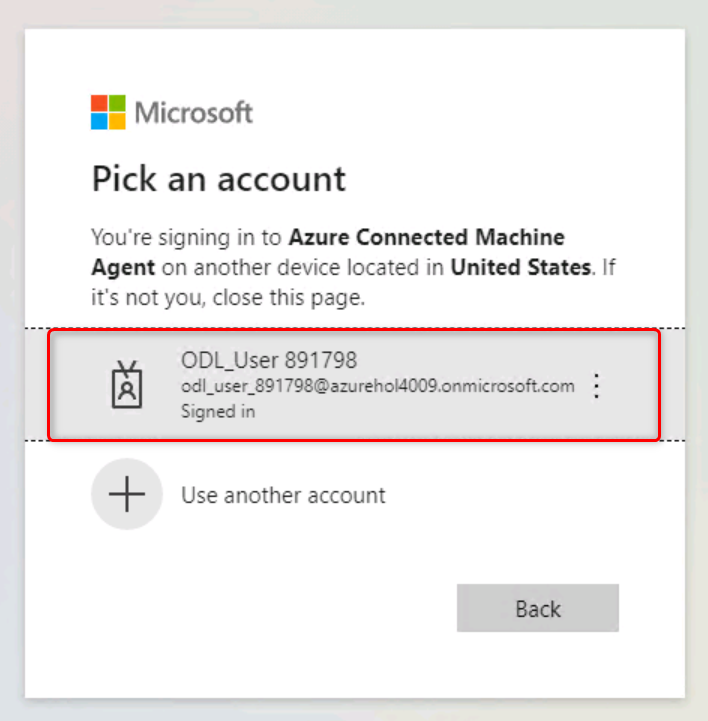 Microsoft
Pick an account
You're signing in to Azure Connected Machine
Agent on another device located in United States. If
it's not you, close this page.
ODL_User 891798
odl_user_891798@azurehol4009.onmicrosoft.com
Signed in
Use another account
Back